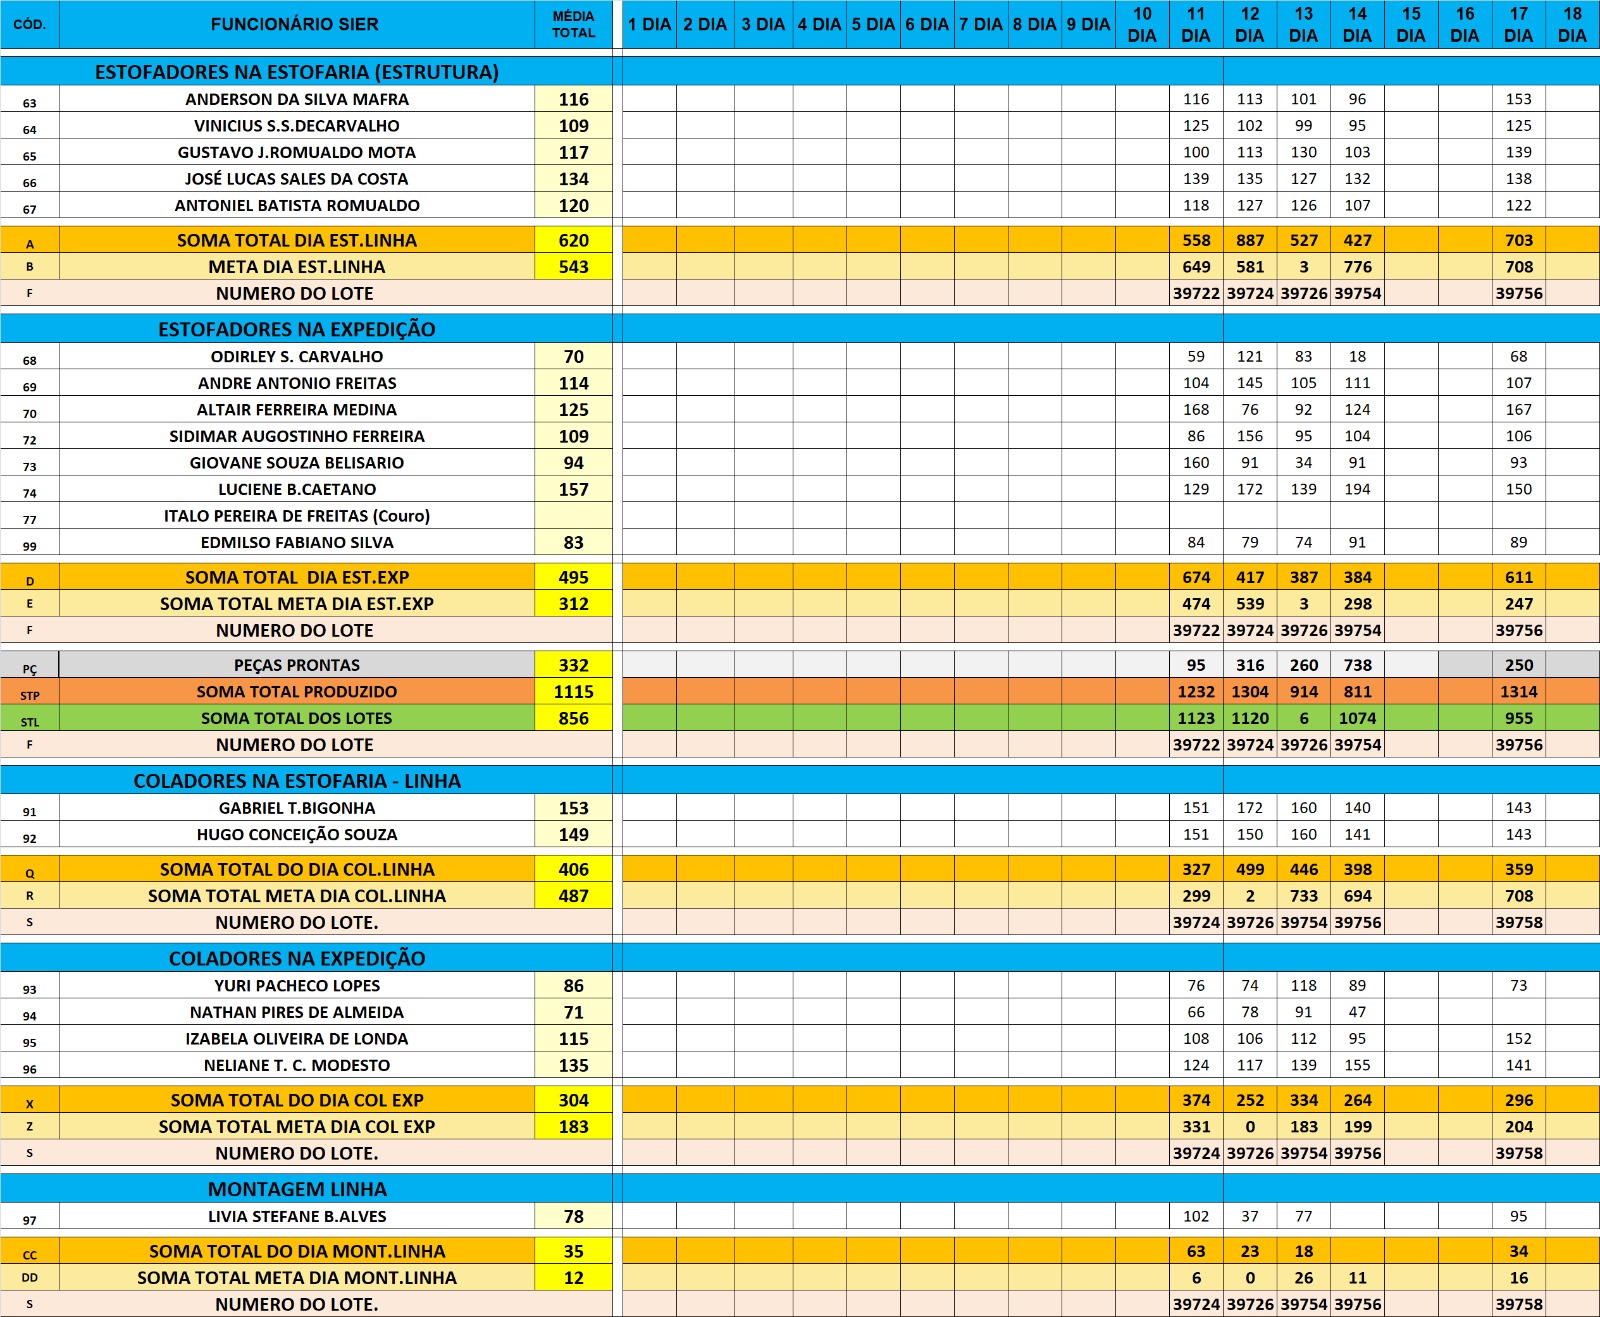 CÓD. FUNCIONÁRIO SIER MÉDIA TOTAL 1 DIA 2 DIA 3 DIA 4 DIA 5 DIA 6 DIA 7 DIA 8 DIA 9 DIA 10 DIA 11 DIA 12 DIA 13 DIA 14 DIA 15 DIA 16 DIA 17 DIA 18 DIA
ESTOFADORES NA ESTOFARIA (ESTRUTURA)
63 ANDERSON DA SILVA MAFRA 116 116 113 101 96 153
64 VINICIUS S.S.DECARVALHO 109 125 102 99 95 125
65 GUSTAVO J.ROMUALDO MOTA 117 100 113 130 103 139
66 JOSÉ LUCAS SALES DA COSTA 134 139 135 127 132 138
67 ANTONIEL BATISTA ROMUALDO 120 118 127 126 107 122
A SOMA TOTAL DIA EST.LINHA 620 558 887 527 427 703
B META DIA EST.LINHA 543 649 581 3 776 708
F NUMERO DO LOTE 39722 39724 39726 39754 39756
ESTOFADORES NA EXPEDIÇÃO
68 ODIRLEY S. CARVALHO 70 59 121 83 18 68
69 ANDRE ANTONIO FREITAS 114 104 145 105 111 107
70 ALTAIR FERREIRA MEDINA 125 168 76 92 124 167
72 SIDIMAR AUGOSTINHO FERREIRA 109 86 156 95 104 106
73 GIOVANE SOUZA BELISARIO 94 160 91 34 91 93
74 LUCIENE B.CAETANO 157 129 172 139 194 150
77 ITALO PEREIRA DE FREITAS (Couro)
99 EDMILSO FABIANO SILVA 83 84 79 74 91 89
D SOMA TOTAL DIA EST.EXP 495 674 417 387 384 611
E SOMA TOTAL META DIA EST.EXP 312 474 539 3 298 247
F NUMERO DO LOTE 39722 39724 39726 39754 39756
PÇ PEÇAS PRONTAS 332 95 316 260 738 250
STP SOMA TOTAL PRODUZIDO 1115 1232 1304 914 811 1314
STL SOMA TOTAL DOS LOTES 856 1123 1120 6 1074 955
F NUMERO DO LOTE 39722 39724 39726 39754 39756
COLADORES NA ESTOFARIA - LINHA
91 GABRIEL T.BIGONHA 153 151 172 160 140 143
92 HUGO CONCEIÇÃO SOUZA 149 151 150 160 141 143
Q SOMA TOTAL DO DIA COL.LINHA 406 327 499 446 398 359
R SOMA TOTAL META DIA COL.LINHA 487 299 2 733 694 708
S NUMERO DO LOTE. 39724 39726 39754 39756 39758
COLADORES NA EXPEDIÇÃO
93 YURI PACHECO LOPES 86 76 74 118 89 73
94 NATHAN PIRES DE ALMEIDA 71 66 78 91 47
95 IZABELA OLIVEIRA DE LONDA 115 108 106 112 95 152
96 NELIANE T. C. MODESTO 135 124 117 139 155 141
X SOMA TOTAL DO DIA COL EXP 304 374 252 334 264 296
Z SOMA TOTAL META DIA COL EXP 183 331 0 183 199 204
S NUMERO DO LOTE. 39724 39726 39754 39756 39758
MONTAGEM LINHA
97 LIVIA STEFANE B.ALVES 78 102 37 77 95
CC SOMA TOTAL DO DIA MONT.LINHA 35 63 23 18 34
DD SOMA TOTAL META DIA MONT.LINHA 12 6 0 26 11 16
S NUMERO DO LOTE. 39724 39726 39754 39756 39758